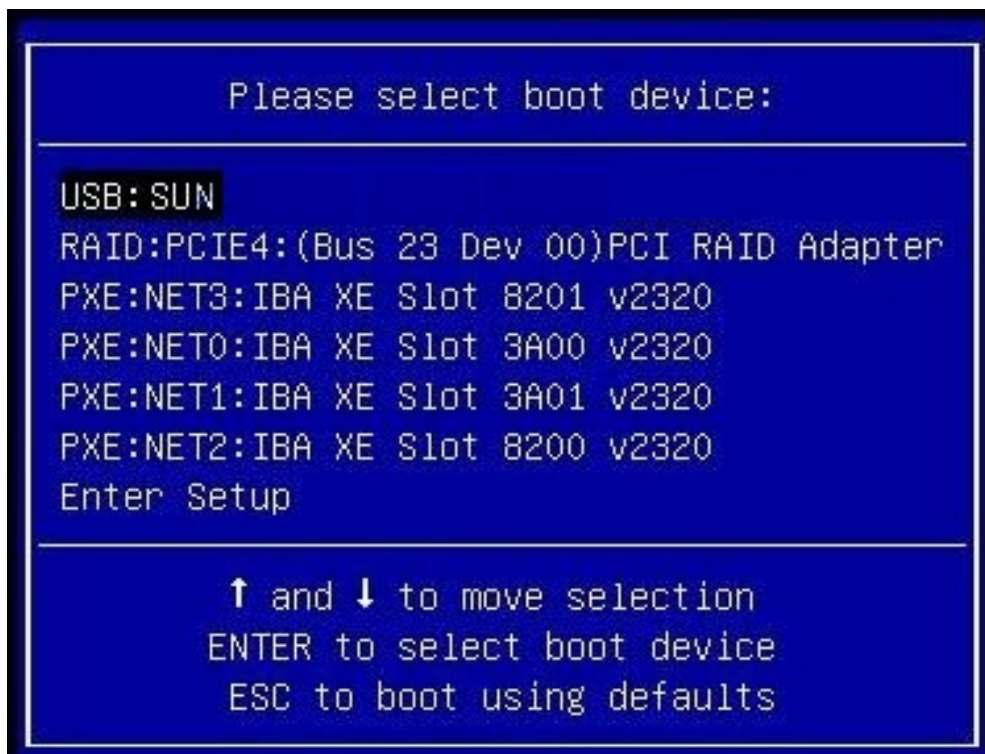 Please select boot device:
USB:SUN
RAID:PCIE4:(Bus 23 Dev 00)PCI RAID Adapter
PXE:NET3:IBA XE Slot 8201 v2320
PXE:NET0:IBA XE Slot 3A00 v2320
PXE:NET1:IBA XE Slot 3A01 v2320
PXE:NET2:IBA XE Slot 8200 v2320
Enter Setup
↑ and ↓ to move selection
ENTER to select boot device
ESC to boot using defaults